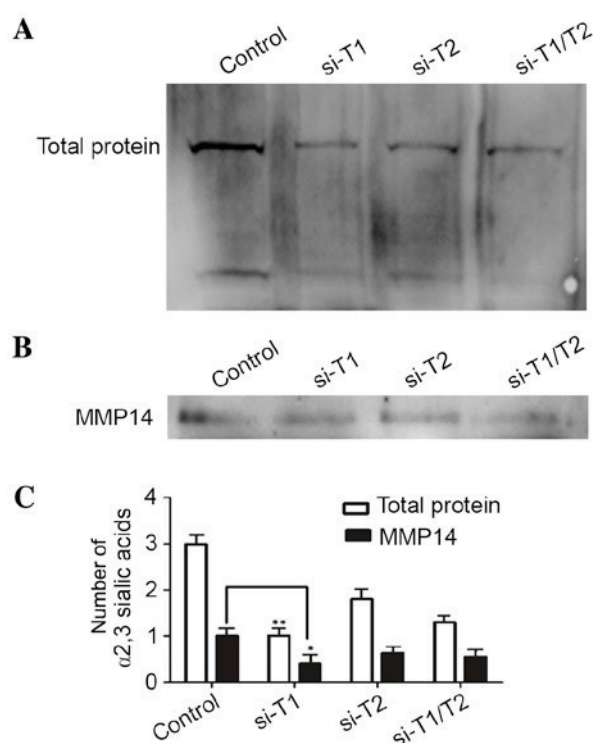 A
Control si-T1 si-T2 si-T1/T2
Total protein
B
Control si-T1 si-T2 si-T1/T2
MMP14
C
Number of
α2,3 sialic acids
4
3
2
1
0
Total protein
MMP14
**
*
Control si-T1 si-T2 si-T1/T2